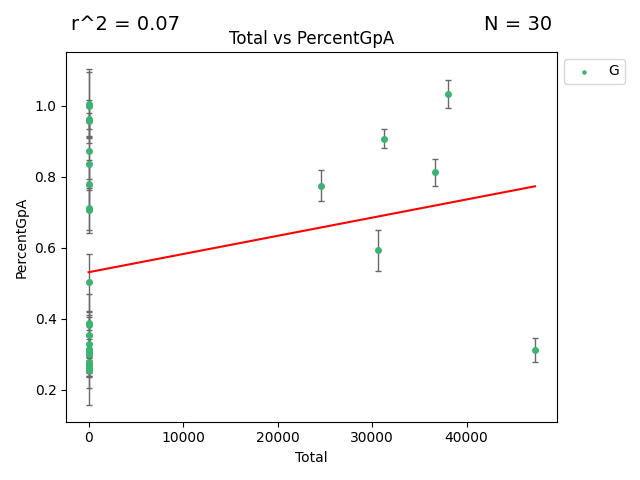 r^2 = 0.07
N = 30
Total vs PercentGpA
G
PercentGpA
1.0
0.8
0.6
0.4
0.2
0
10000
20000
30000
40000
Total